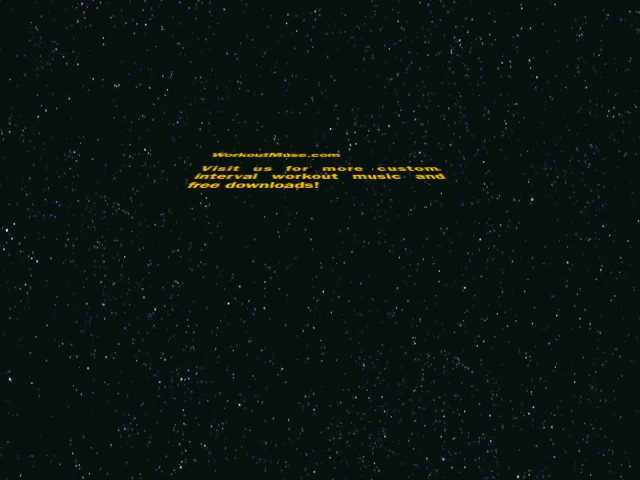 WorkoutMuse.com
Visit us for more custom
Interval workout music and
free downloads!